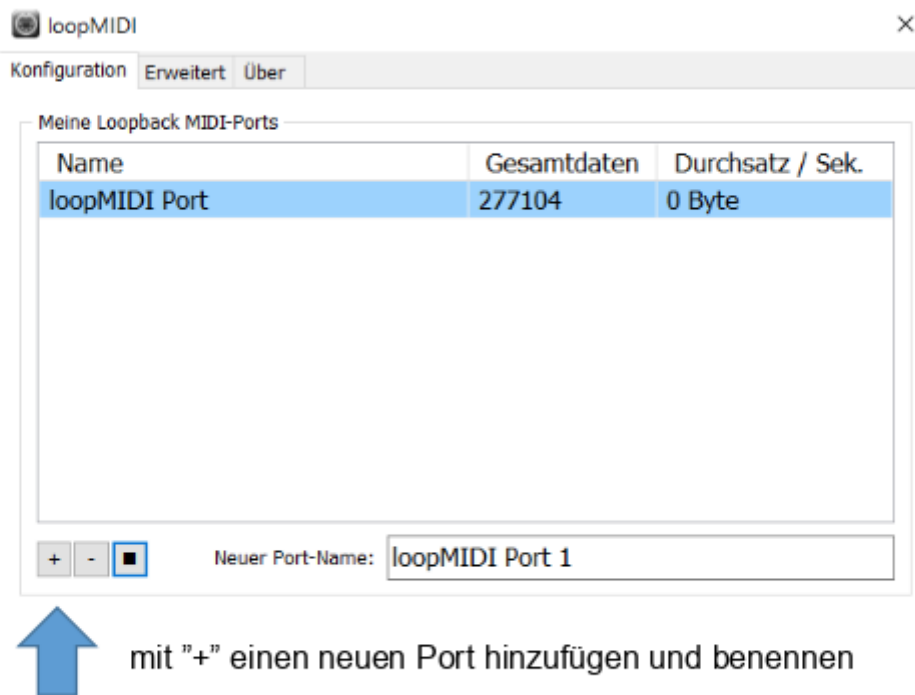 loopMIDI
Konfiguration Erweitert Über
Meine Loopback MIDI-Ports
Name Gesamtdaten Durchsatz / Sek.
loopMIDI Port 277104 0 Byte
+ - Neuer Port-Name: loopMIDI Port 1
mit ”+” einen neuen Port hinzufügen und benennen